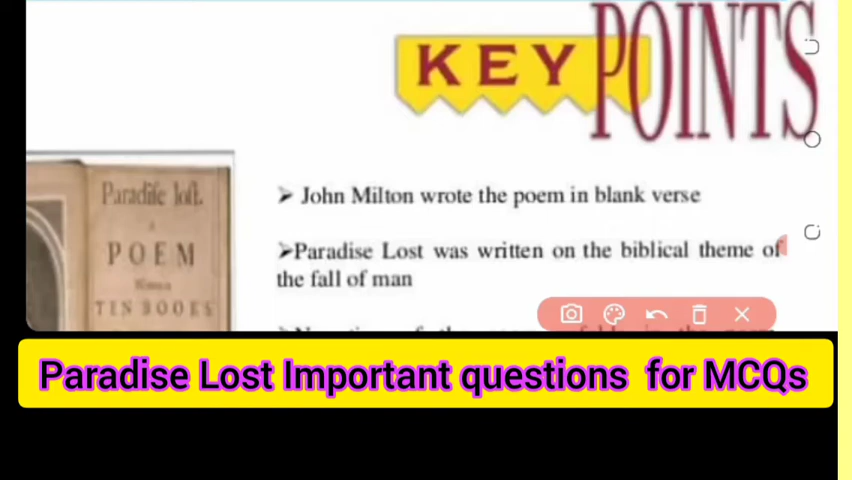 KEY POINTS
Paradise lost.
POEM
TEN BOOKS
➢ John Milton wrote the poem in blank verse
➢Paradise Lost was written on the biblical theme of
the fall of man
Paradise Lost Important questions for MCQs